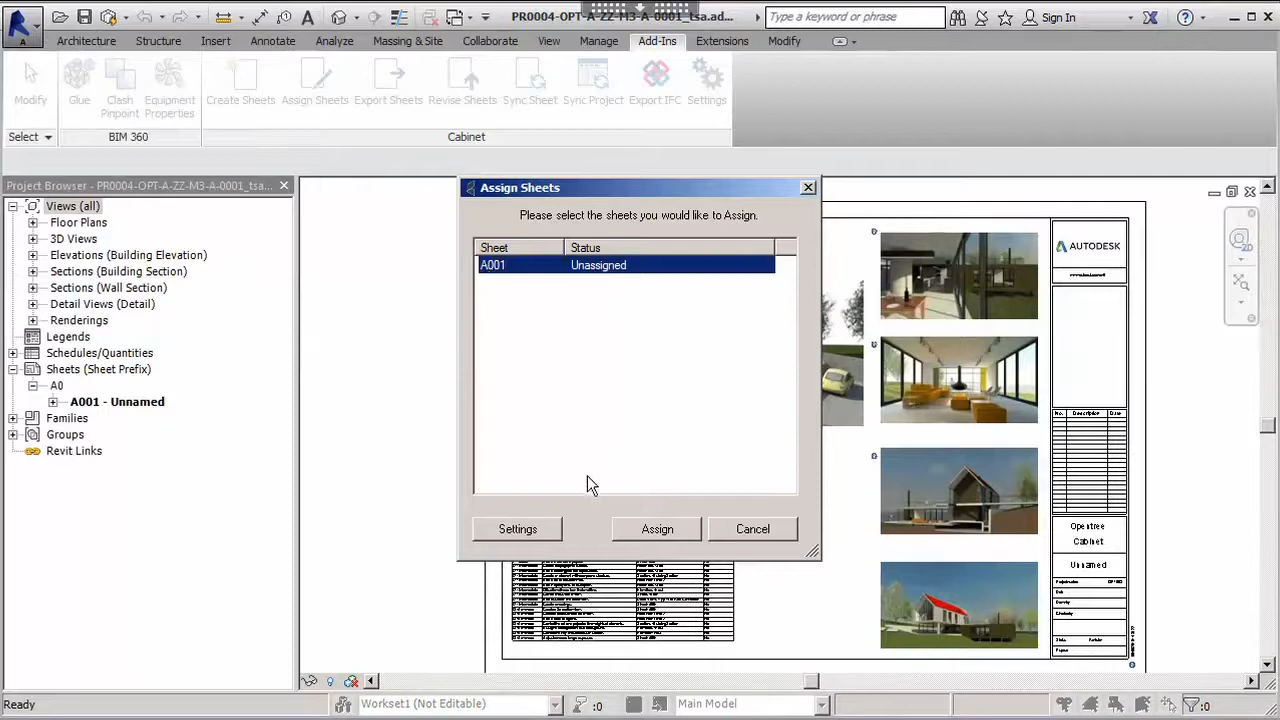 PR0004-OPT-A-ZZ-M3-A-0001_tsa.ad...
Type a keyword or phrase
Sign In
A
Architecture
Structure
Insert
Annotate
Analyze
Massing & Site
Collaborate
View
Manage
Add-Ins
Extensions
Modify
Modify
Glue
Clash Pinpoint
Equipment Properties
Create Sheets
Assign Sheets
Export Sheets
Revise Sheets
Sync Sheet
Sync Project
Export IFC
Settings
Select
BIM 360
Cabinet
Project Browser - PR0004-OPT-A-ZZ-M3-A-0001_tsa...
Views (all)
Floor Plans
3D Views
Elevations (Building Elevation)
Sections (Building Section)
Sections (Wall Section)
Detail Views (Detail)
Renderings
Legends
Schedules/Quantities
Sheets (Sheet Prefix)
A0
A001 - Unnamed
Families
Groups
Revit Links
Assign Sheets
Please select the sheets you would like to Assign.
Sheet Status
A001 Unassigned
Settings
Assign
Cancel
AUTODESK
No. Description Date
Opentree
Cabinet
Unnamed
Ready
Workset1 (Not Editable)
:0
Main Model
:0